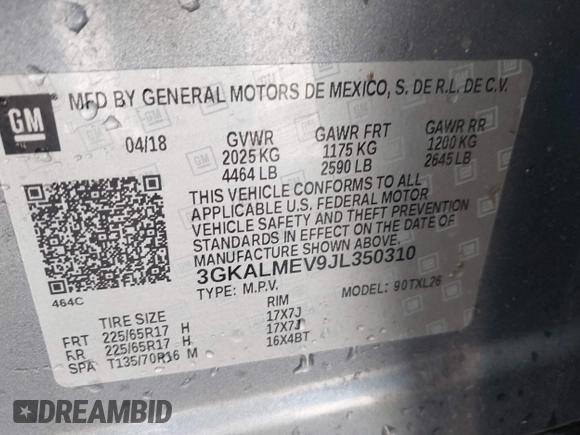 GM
MFD BY GENERAL MOTORS DE MEXICO, S. DE R.L. DE C.V.
04/18 GVWR GAWR FRT GAWR RR
2025 KG 1175 KG 1200 KG
4464 LB 2590 LB 2645 LB
THIS VEHICLE CONFORMS TO ALL
APPLICABLE U.S. FEDERAL MOTOR
VEHICLE SAFETY AND THEFT PREVENTION
STANDARDS IN EFFECT ON THE DATE OF
MANUFACTURE SHOWN ABOVE.
3GKALMEV9JL350310
TYPE: M.P.V. MODEL: 90TXL26
464C
TIRE SIZE RIM
FRT 225/65R17 H 17X7J
RR 225/65R17 H 17X7J
SPA T135/70R16 M 16X4BT
DREAMBID